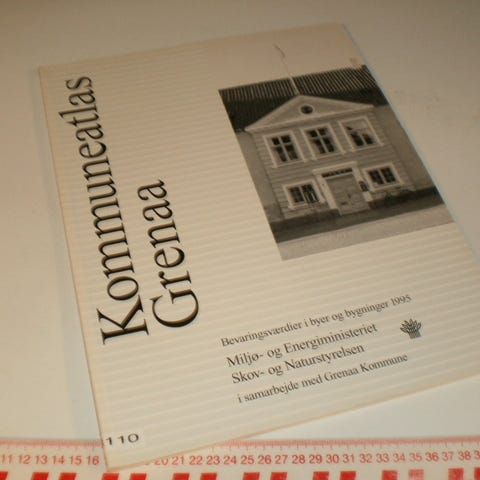 Kommuneatlas
Grenaa
Bevaringsværdier i byer og bygninger 1995
Miljø- og Energiministeriet
Skov- og Naturstyrelsen
i samarbejde med Grenaa Kommune
110
11 12 13 14 15 16 20 21 22 23 24 25 26 27 28 29 30 31 32 33 34 35 36 37 38